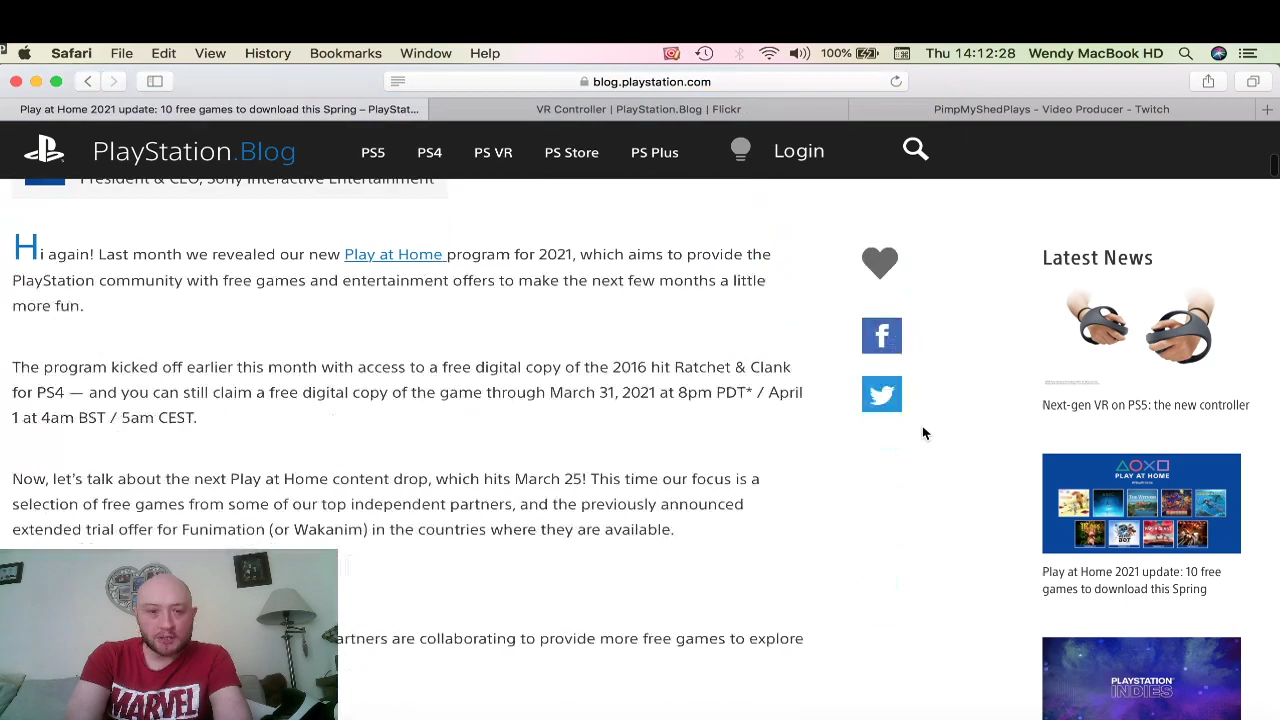 Safari File Edit View History Bookmarks Window Help 100% Thu 14:12:28 Wendy MacBook HD
blog.playstation.com
Play at Home 2021 update: 10 free games to download this Spring – PlayStat... VR Controller | PlayStation.Blog | Flickr PimpMyShedPlays - Video Producer - Twitch
PlayStation.Blog PS5 PS4 PS VR PS Store PS Plus Login
President & CEO, Sony Interactive Entertainment
Hi again! Last month we revealed our new Play at Home program for 2021, which aims to provide the
PlayStation community with free games and entertainment offers to make the next few months a little
more fun.
The program kicked off earlier this month with access to a free digital copy of the 2016 hit Ratchet & Clank
for PS4 — and you can still claim a free digital copy of the game through March 31, 2021 at 8pm PDT* / April
1 at 4am BST / 5am CEST.
Now, let's talk about the next Play at Home content drop, which hits March 25! This time our focus is a
selection of free games from some of our top independent partners, and the previously announced
extended trial offer for Funimation (or Wakanim) in the countries where they are available.
artners are collaborating to provide more free games to explore
Latest News
Next-gen VR on PS5: the new controller
PLAY AT HOME
Play at Home 2021 update: 10 free
games to download this Spring
PLAYSTATION
INDIES
MARVEL